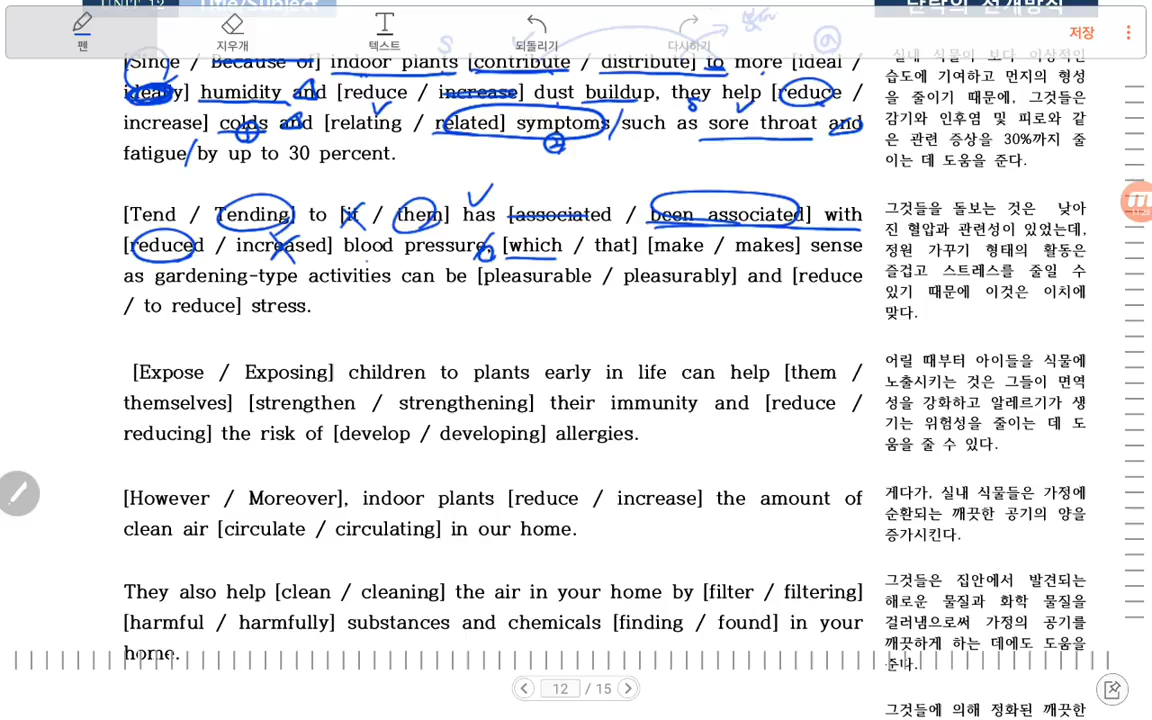 UNIT 12 Title/Subject
단락의 전개방식
펜 지우개 텍스트 되돌리기 다시하기 저장
[Since / Because of] indoor plants [contribute / distribute] to more [ideal /
ideally] humidity and [reduce / increase] dust buildup, they help [reduce /
increase] colds and [relating / related] symptoms such as sore throat and
fatigue by up to 30 percent.
[Tend / Tending] to [it / them] has [associated / been associated] with
[reduced / increased] blood pressure, [which / that] [make / makes] sense
as gardening-type activities can be [pleasurable / pleasurably] and [reduce
/ to reduce] stress.
[Expose / Exposing] children to plants early in life can help [them /
themselves] [strengthen / strengthening] their immunity and [reduce /
reducing] the risk of [develop / developing] allergies.
[However / Moreover], indoor plants [reduce / increase] the amount of
clean air [circulate / circulating] in our home.
They also help [clean / cleaning] the air in your home by [filter / filtering]
[harmful / harmfully] substances and chemicals [finding / found] in your
home.
실내 식물이 보다 이상적인
습도에 기여하고 먼지의 형성
을 줄이기 때문에, 그것들은
감기와 인후염 및 피로와 같
은 관련 증상을 30%까지 줄
이는 데 도움을 준다.
그것들을 돌보는 것은 낮아
진 혈압과 관련성이 있었는데,
정원 가꾸기 형태의 활동은
즐겁고 스트레스를 줄일 수
있기 때문에 이것은 이치에
맞다.
어릴 때부터 아이들을 식물에
노출시키는 것은 그들이 면역
성을 강화하고 알레르기가 생
기는 위험성을 줄이는 데 도
움을 줄 수 있다.
게다가, 실내 식물들은 가정에
순환되는 깨끗한 공기의 양을
증가시킨다.
그것들은 집안에서 발견되는
해로운 물질과 화학 물질을
걸러냄으로써 가정의 공기를
깨끗하게 하는 데에도 도움을
준다.
그것들에 의해 정화된 깨끗한
12 / 15